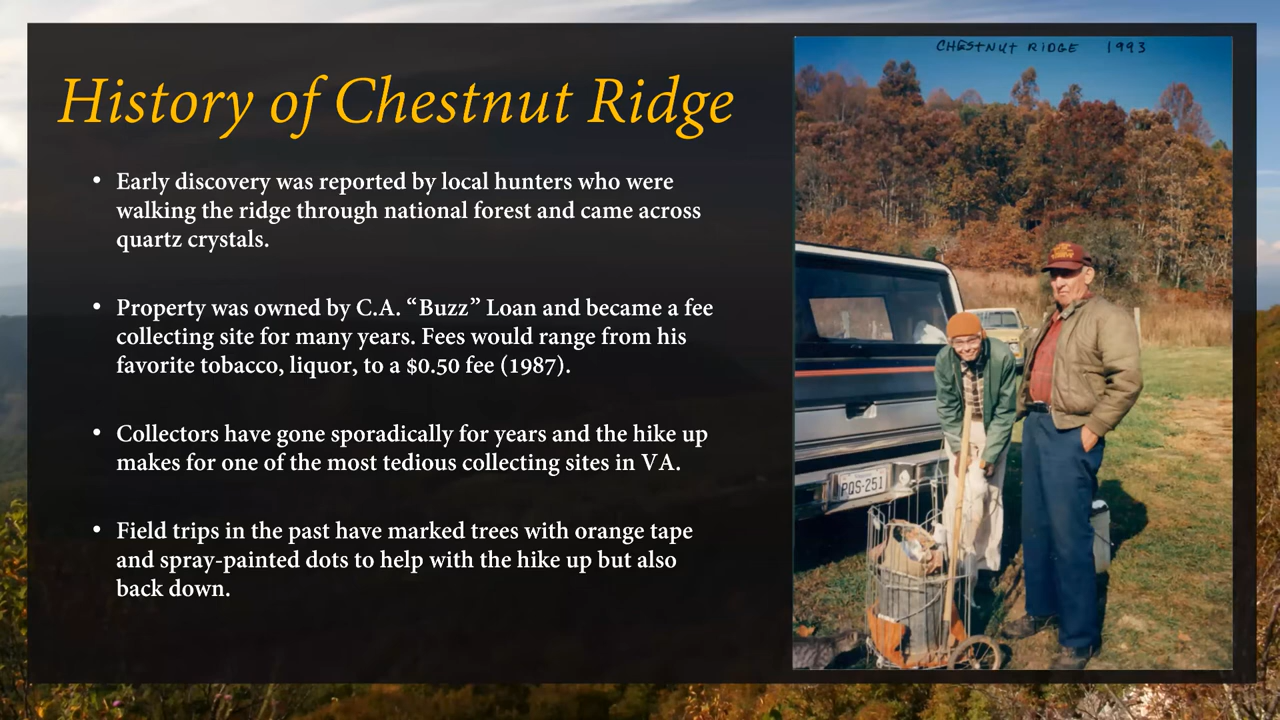 CHESTNUT RIDGE 1993
History of Chestnut Ridge
• Early discovery was reported by local hunters who were
walking the ridge through national forest and came across
quartz crystals.
• Property was owned by C.A. “Buzz” Loan and became a fee
collecting site for many years. Fees would range from his
favorite tobacco, liquor, to a $0.50 fee (1987).
• Collectors have gone sporadically for years and the hike up
makes for one of the most tedious collecting sites in VA.
• Field trips in the past have marked trees with orange tape
and spray-painted dots to help with the hike up but also
back down.
PQS-251